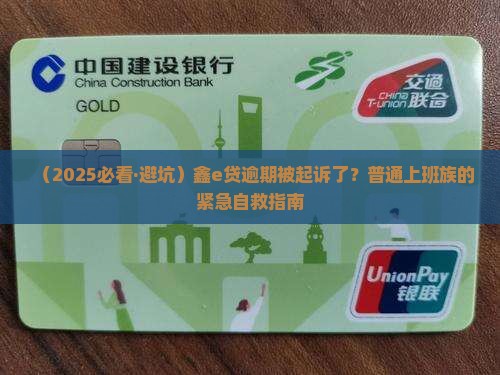 中国建设银行
China Construction Bank
GOLD
交通
联合
CHINA
T-UNION
（2025必看·避坑）鑫e贷逾期被起诉了？普通上班族的
紧急自救指南
UnionPay
银联